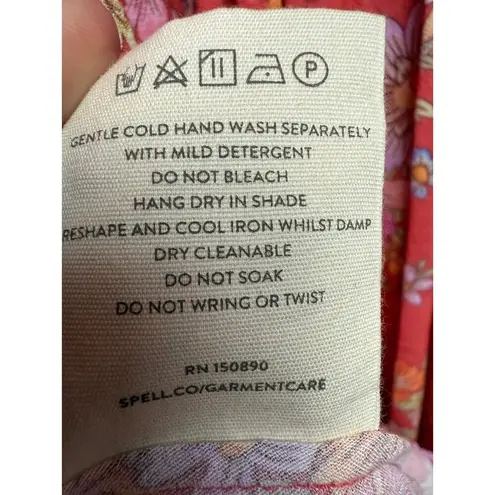 P
GENTLE COLD HAND WASH SEPARATELY
WITH MILD DETERGENT
DO NOT BLEACH
HANG DRY IN SHADE
RESHAPE AND COOL IRON WHILST DAMP
DRY CLEANABLE
DO NOT SOAK
DO NOT WRING OR TWIST
RN 150890
SPELL.CO/GARMENTCARE